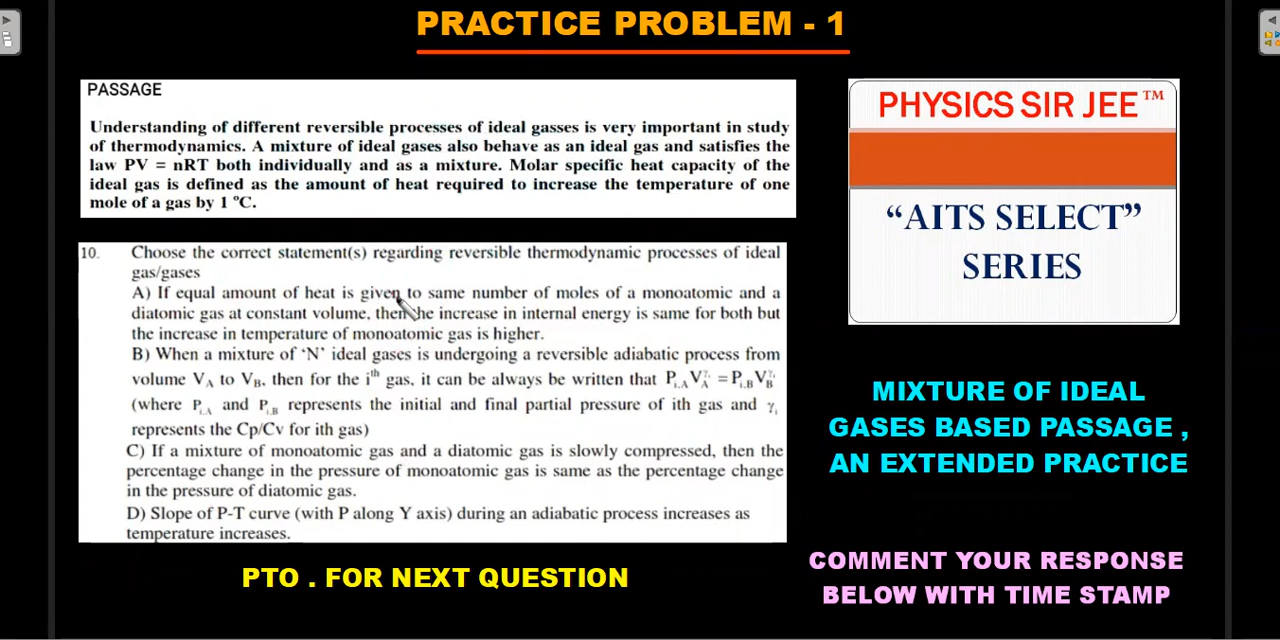 PRACTICE PROBLEM - 1
PASSAGE
Understanding of different reversible processes of ideal gasses is very important in study
of thermodynamics. A mixture of ideal gases also behave as an ideal gas and satisfies the
law PV = nRT both individually and as a mixture. Molar specific heat capacity of the
ideal gas is defined as the amount of heat required to increase the temperature of one
mole of a gas by 1 °C.
10. Choose the correct statement(s) regarding reversible thermodynamic processes of ideal
gas/gases
A) If equal amount of heat is given to same number of moles of a monoatomic and a
diatomic gas at constant volume, then the increase in internal energy is same for both but
the increase in temperature of monoatomic gas is higher.
B) When a mixture of ‘N’ ideal gases is undergoing a reversible adiabatic process from
volume V_A to V_B, then for the i^th gas, it can be always be written that P_{i,A}V_A^{γ_i} = P_{i,B}V_B^{γ_i}
(where P_{i,A} and P_{i,B} represents the initial and final partial pressure of ith gas and γ_i
represents the Cp/Cv for ith gas)
C) If a mixture of monoatomic gas and a diatomic gas is slowly compressed, then the
percentage change in the pressure of monoatomic gas is same as the percentage change
in the pressure of diatomic gas.
D) Slope of P-T curve (with P along Y axis) during an adiabatic process increases as
temperature increases.
PTO . FOR NEXT QUESTION
PHYSICS SIR JEE™
“AITS SELECT”
SERIES
MIXTURE OF IDEAL
GASES BASED PASSAGE ,
AN EXTENDED PRACTICE
COMMENT YOUR RESPONSE
BELOW WITH TIME STAMP